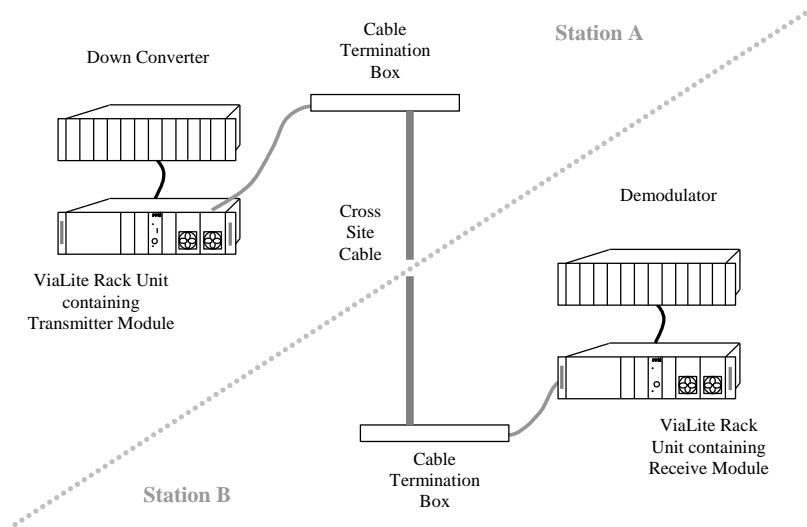 Cable
Termination
Box
Station A
Down Converter
Cross
Site
Cable
Demodulator
ViaLite Rack Unit
containing
Transmitter Module
ViaLite Rack
Unit containing
Receive Module
Cable
Termination
Box
Station B